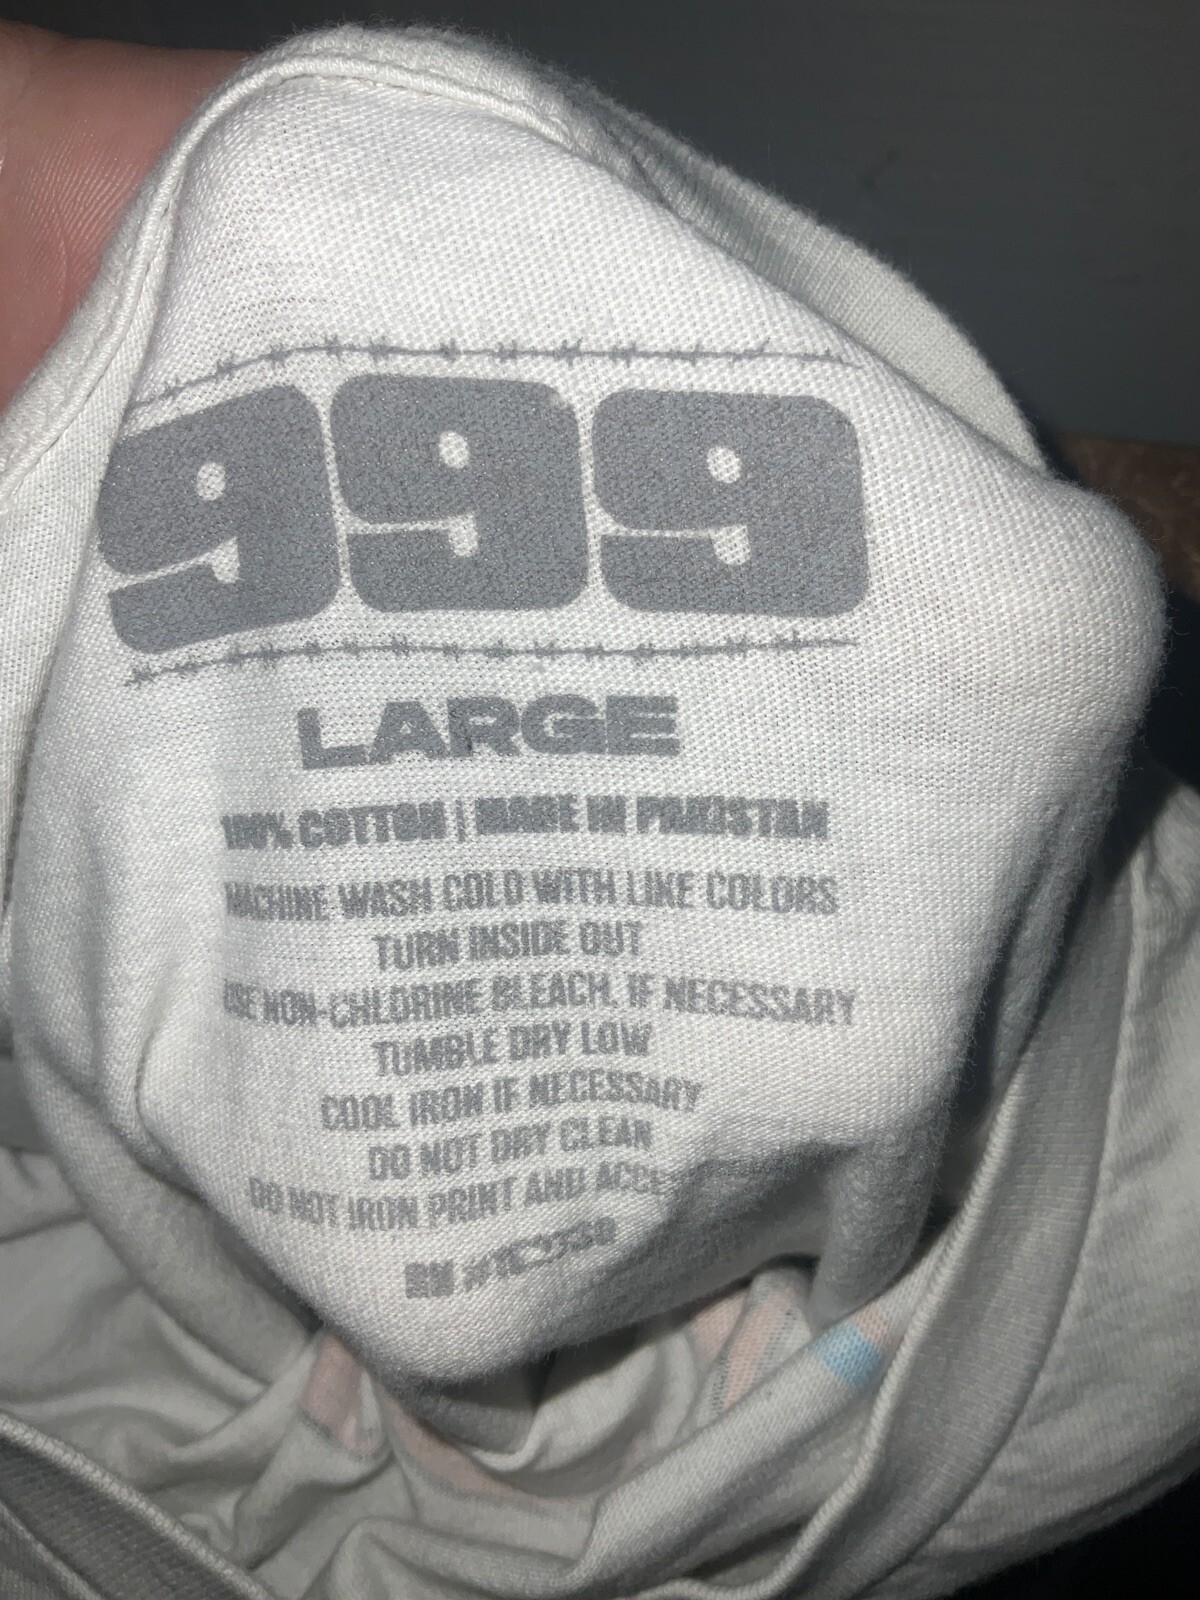 999
LARGE
100% COTTON | MADE IN PAKISTAN
MACHINE WASH COLD WITH LIKE COLORS
TURN INSIDE OUT
USE NON-CHLORINE BLEACH, IF NECESSARY
TUMBLE DRY LOW
COOL IRON IF NECESSARY
DO NOT DRY CLEAN
DO NOT IRON PRINT AND
RN